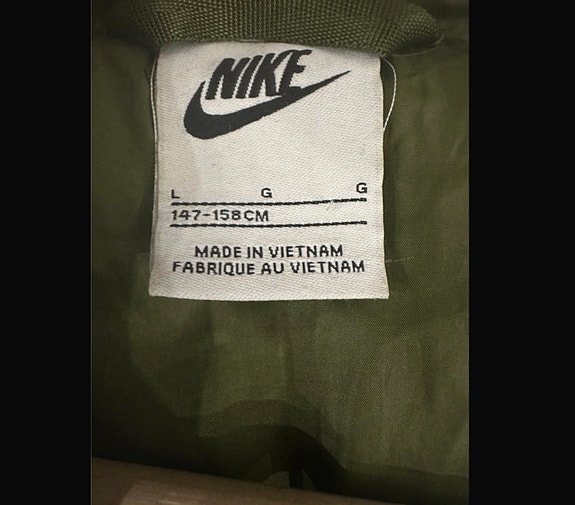 NIKE
L G G
147-158CM
MADE IN VIETNAM
FABRIQUE AU VIETNAM